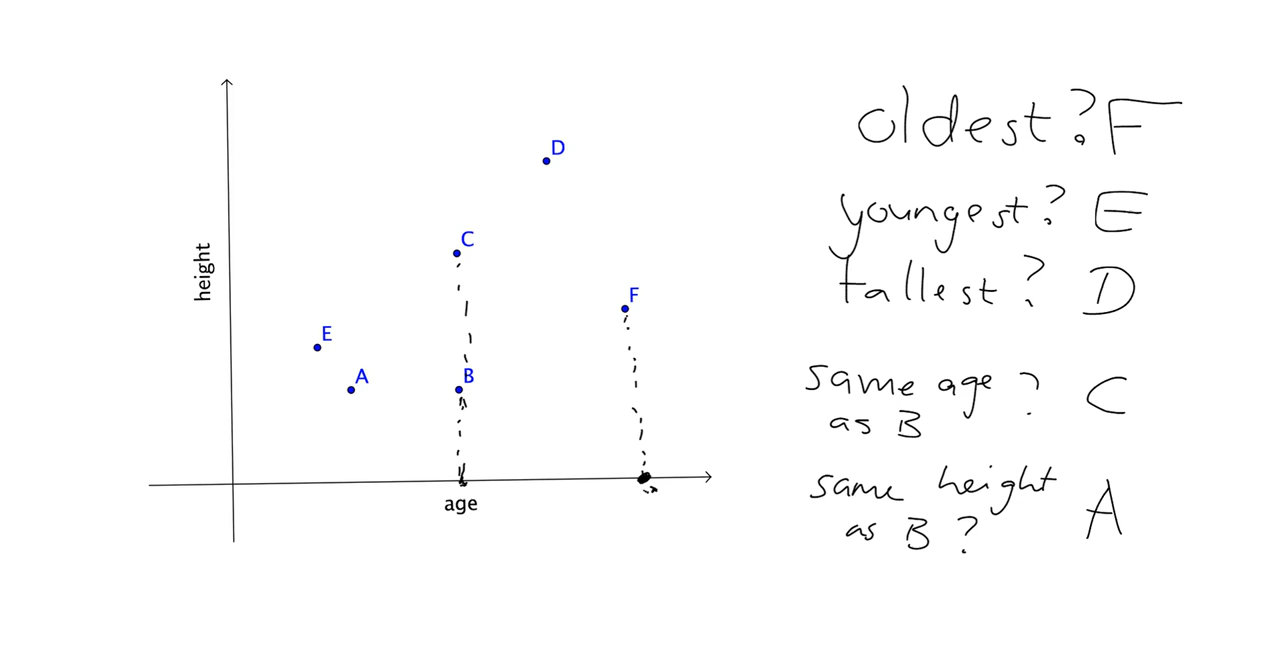 D
C
F
E
A
B
height
age
oldest? F
youngest? E
tallest? D
same age? C
as B
same height
as B? A